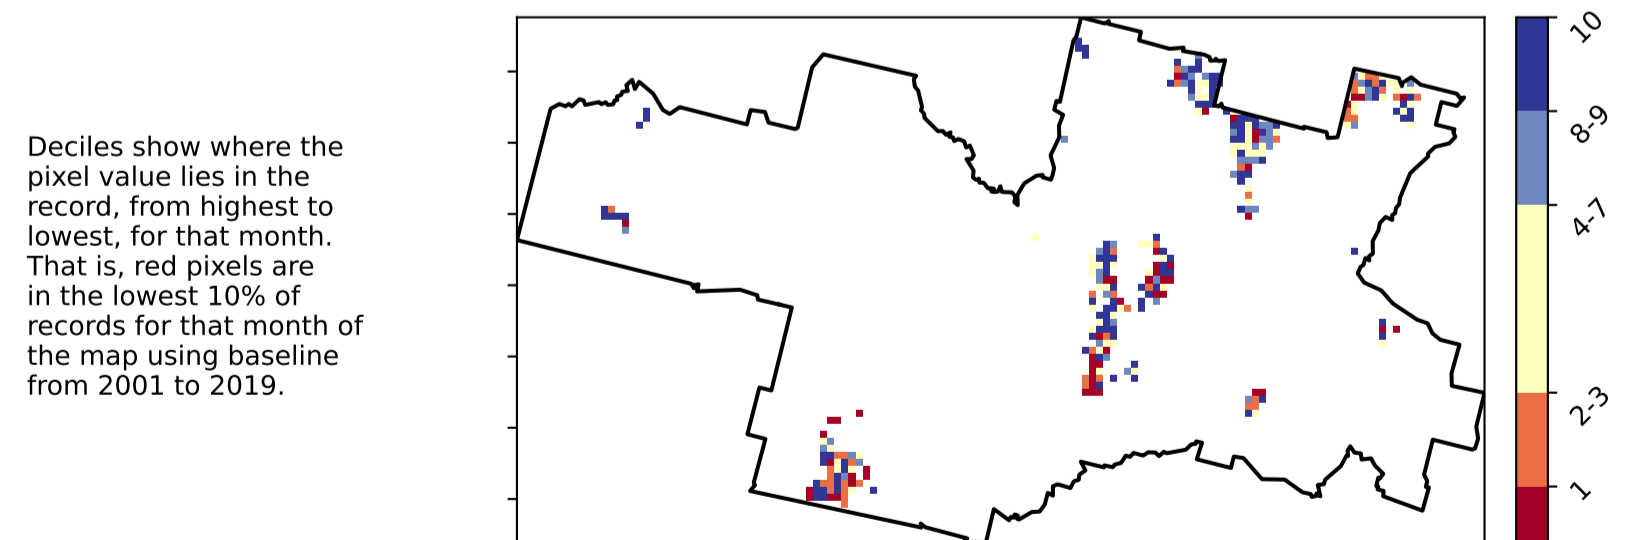 Deciles show where the
pixel value lies in the
record, from highest to
lowest, for that month.
That is, red pixels are
in the lowest 10% of
records for that month of
the map using baseline
from 2001 to 2019.
10
8-9
4-7
2-3
1